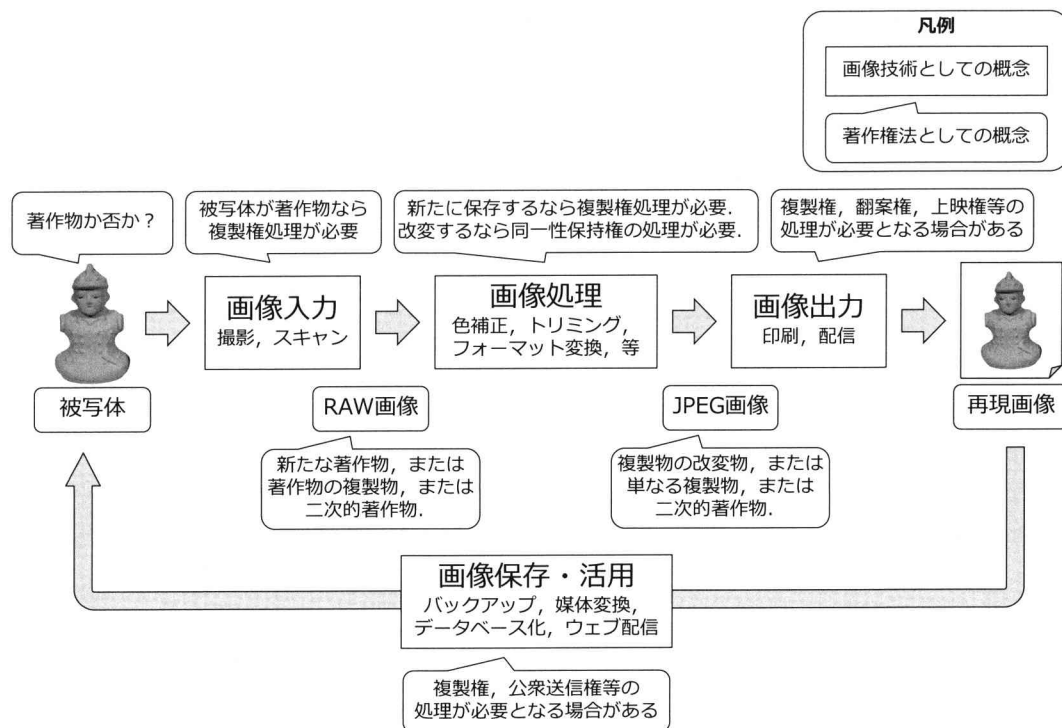 凡例
画像技術としての概念
著作権法としての概念
著作物か否か？
被写体が著作物なら
複製権処理が必要
新たに保存するなら複製権処理が必要．
改変するなら同一性保持権の処理が必要．
複製権，翻案権，上映権等の
処理が必要となる場合がある
画像入力
撮影，スキャン
画像処理
色補正，トリミング，
フォーマット変換，等
画像出力
印刷，配信
被写体
RAW画像
JPEG画像
再現画像
新たな著作物，または
著作物の複製物，または
二次的著作物．
複製物の改変物，または
単なる複製物，または
二次的著作物．
画像保存・活用
バックアップ，媒体変換，
データベース化，ウェブ配信
複製権，公衆送信権等の
処理が必要となる場合がある